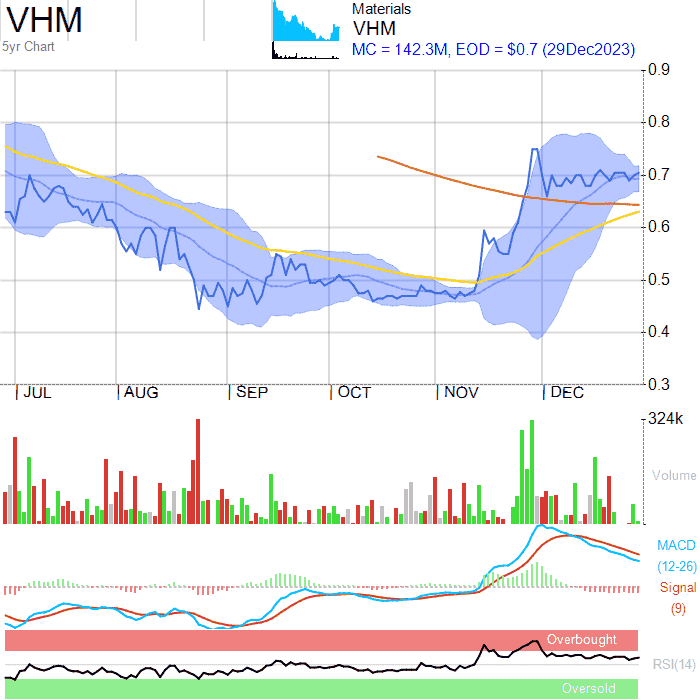 VHM
5yr Chart
Materials
VHM
MC = 142.3M, EOD = $0.7 (29Dec2023)
0.9
0.8
0.7
0.6
0.5
0.4
0.3
JUL AUG SEP OCT NOV DEC
324k
Volume
MACD
(12-26)
Signal
(9)
Overbought
RSI(14)
Oversold